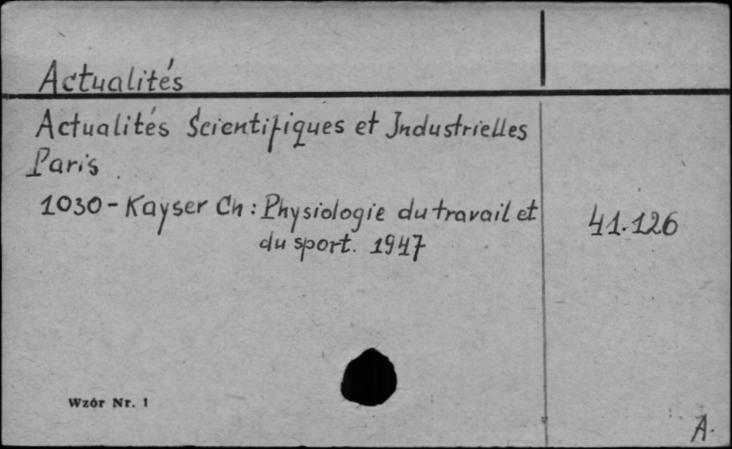 Actualités
Actualités Scientifiques et Industrielles
Paris
1030 - Kayser Ch : Physiologie du travail et
du sport. 1947
41.126
Wzór Nr. 1
A.